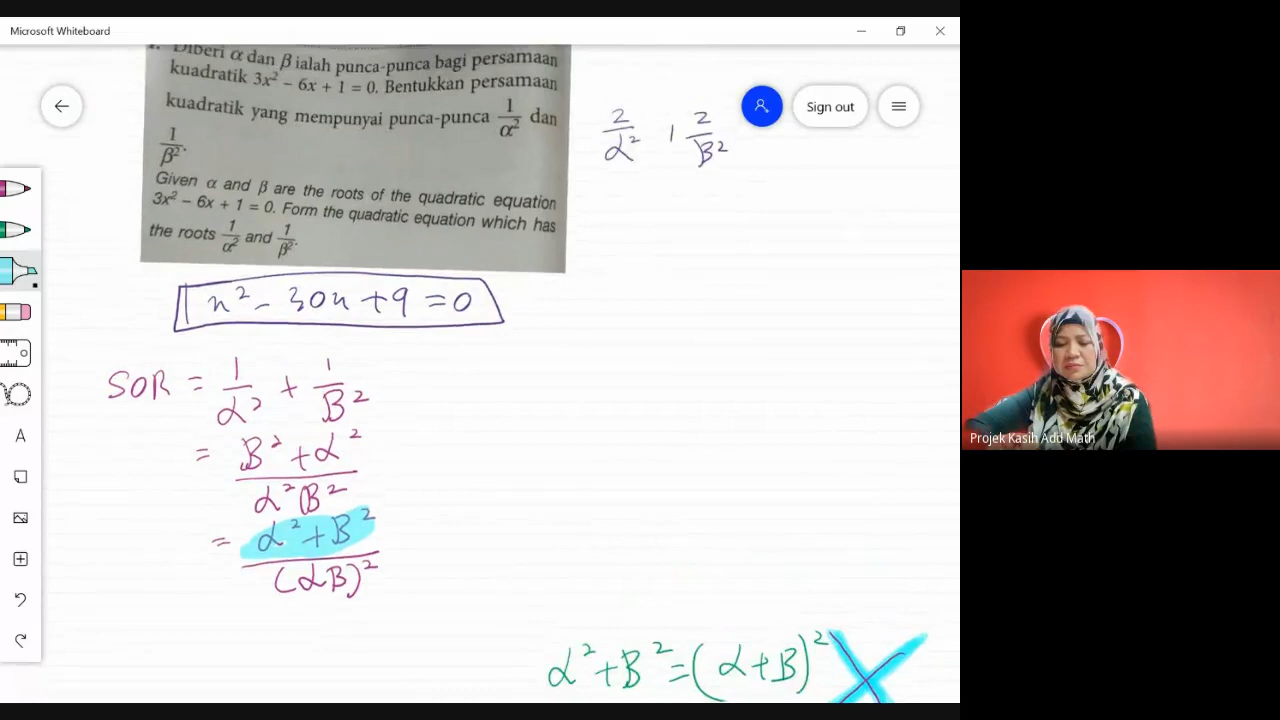 Microsoft Whiteboard
Diberi α dan β ialah punca-punca bagi persamaan
kuadratik 3x² − 6x + 1 = 0. Bentukkan persamaan
kuadratik yang mempunyai punca-punca 1/α² dan
1/β².
Given α and β are the roots of the quadratic equation
3x² − 6x + 1 = 0. Form the quadratic equation which has
the roots 1/α² and 1/β².
2/α² , 2/β²
Sign out
x² − 30x + 9 = 0
SOR = 1/α² + 1/β²
= β² + α² / α²β²
= α² + β² / (αβ)²
α² + β² = (α + β)²
A
Projek Kasih Add Math